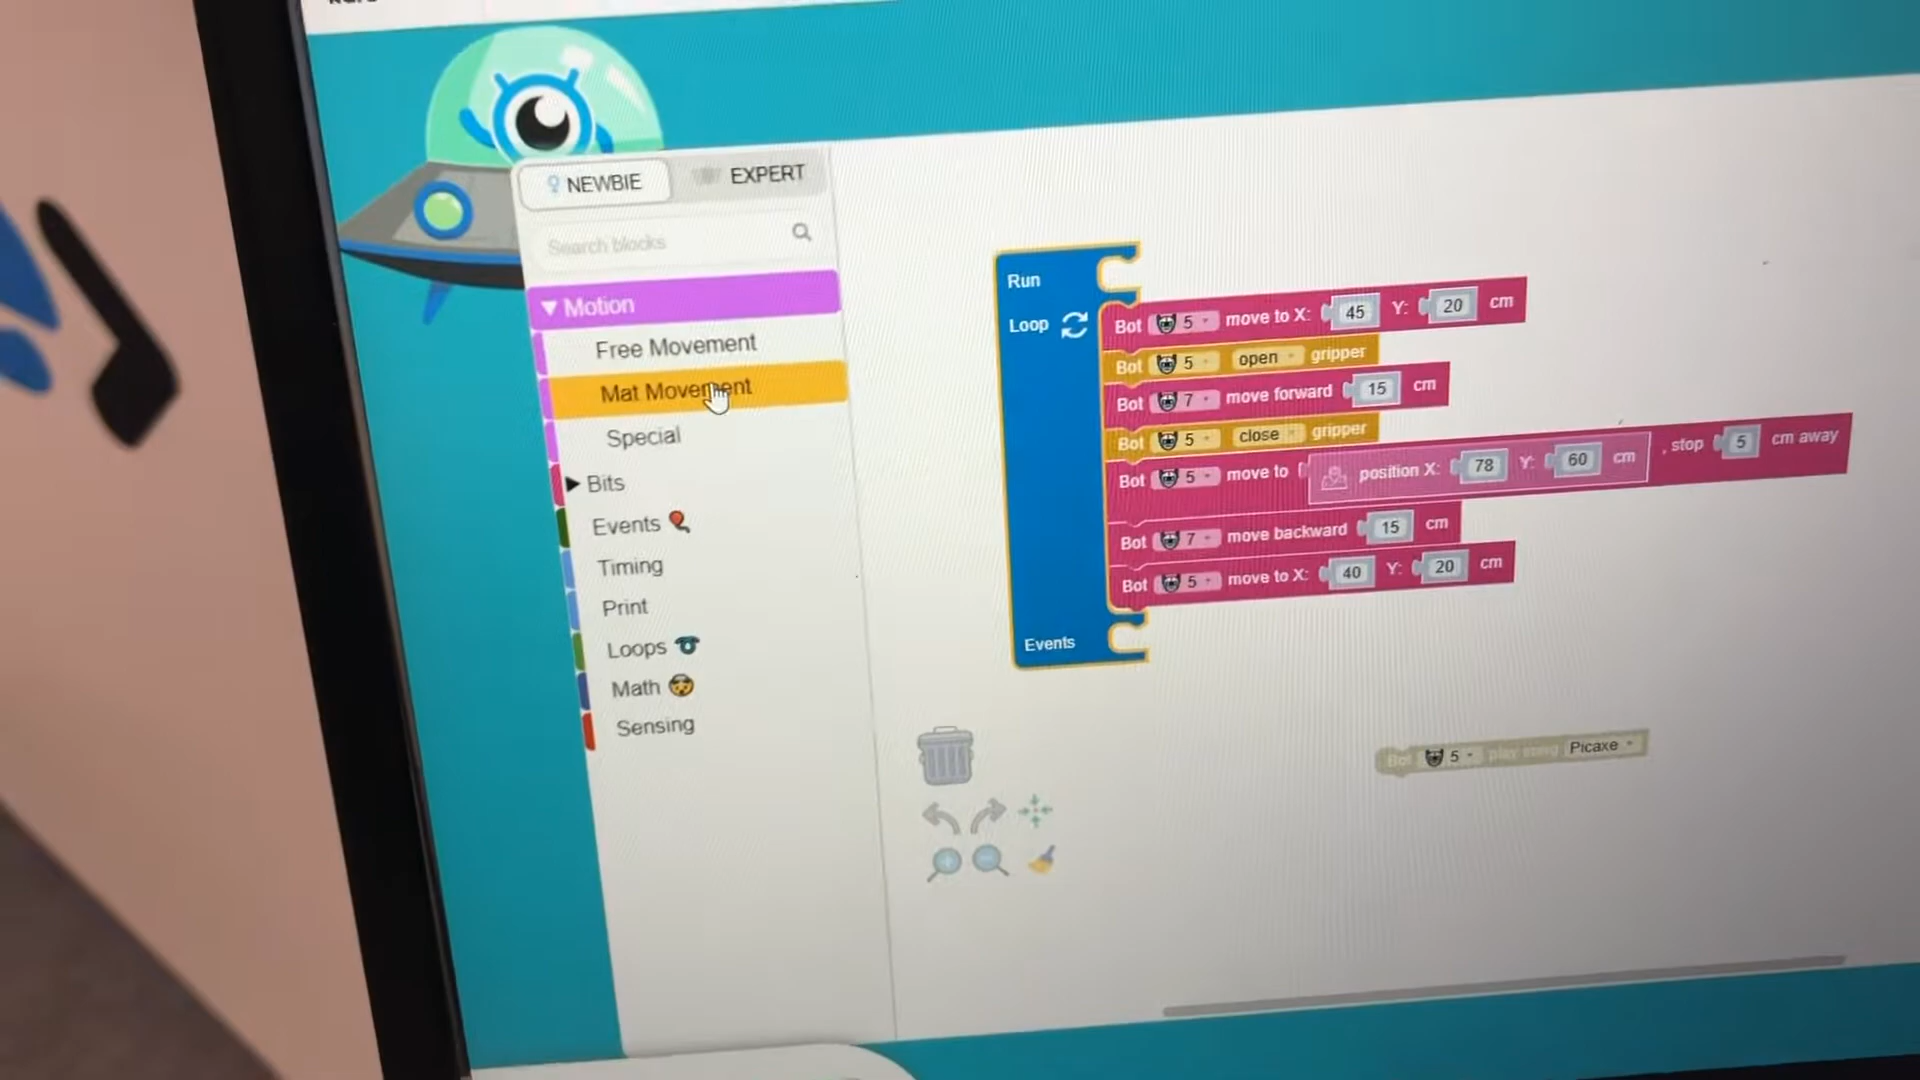 NEWBIE
EXPERT
Search blocks
Motion
Free Movement
Mat Movement
Special
Bits
Events
Timing
Print
Loops
Math
Sensing
Run
Loop
Bot 5 move to X: 45 Y: 20 cm
Bot 5 open gripper
Bot 7 move forward 15 cm
Bot 5 close gripper
Bot 5 move to position X: 78 Y: 60 cm , stop 5 cm away
Bot 7 move backward 15 cm
Bot 5 move to X: 40 Y: 20 cm
Events
Bot 5 play song Picaxe